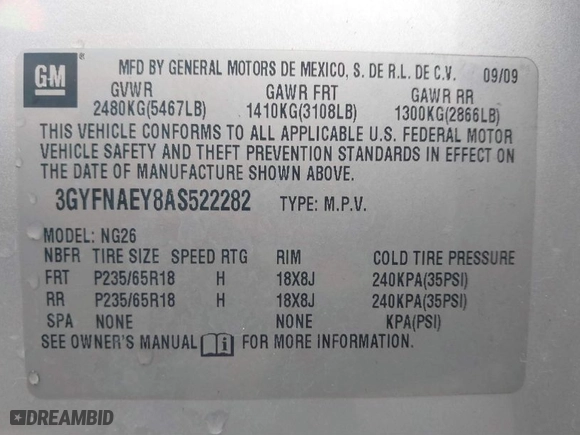 GM
MFD BY GENERAL MOTORS DE MEXICO, S. DE R.L. DE C.V. 09/09
GVWR GAWR FRT GAWR RR
2480KG(5467LB) 1410KG(3108LB) 1300KG(2866LB)
THIS VEHICLE CONFORMS TO ALL APPLICABLE U.S. FEDERAL MOTOR
VEHICLE SAFETY AND THEFT PREVENTION STANDARDS IN EFFECT ON
THE DATE OF MANUFACTURE SHOWN ABOVE.
3GYFNAEY8AS522282 TYPE: M.P.V.
MODEL: NG26
NBFR TIRE SIZE SPEED RTG RIM COLD TIRE PRESSURE
FRT P235/65R18 H 18X8J 240KPA(35PSI)
RR P235/65R18 H 18X8J 240KPA(35PSI)
SPA NONE NONE KPA(PSI)
SEE OWNER'S MANUAL i FOR MORE INFORMATION.
DREAMBID